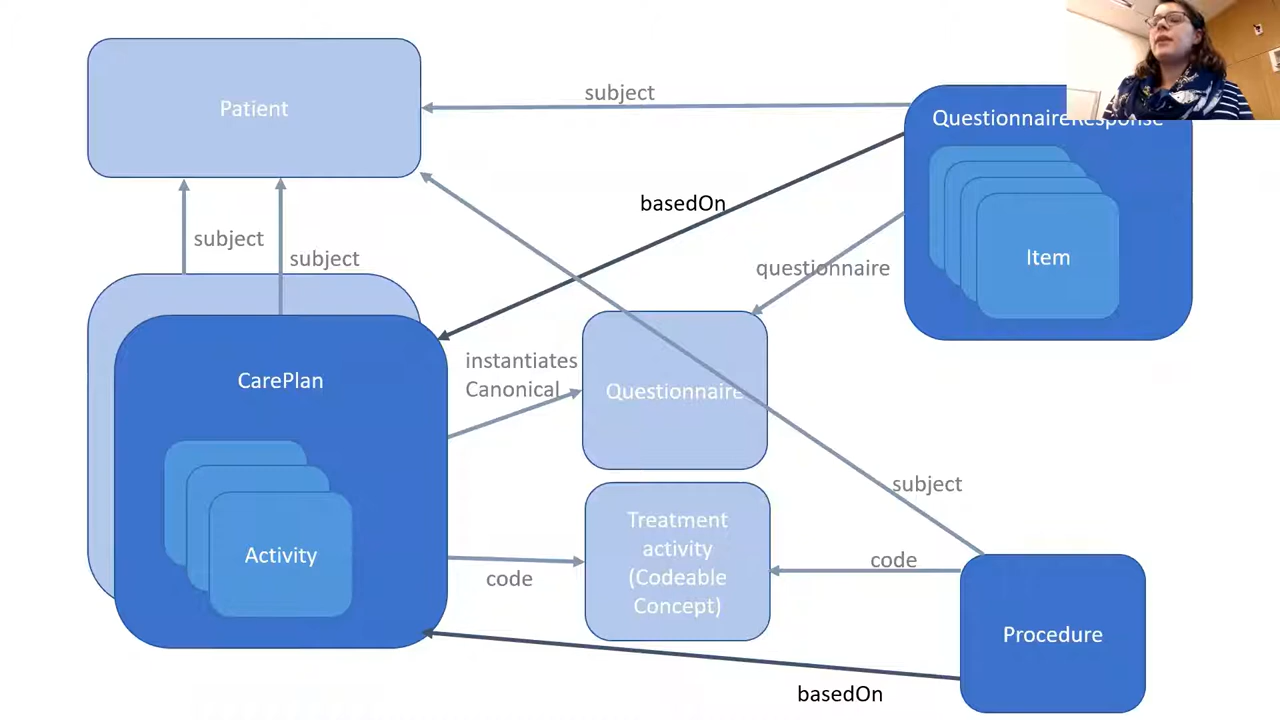 Patient
subject
QuestionnaireResponse
basedOn
subject
subject
questionnaire
Item
CarePlan
instantiates
Canonical
Questionnaire
subject
Activity
code
Treatment
activity
(Codeable
Concept)
code
Procedure
basedOn